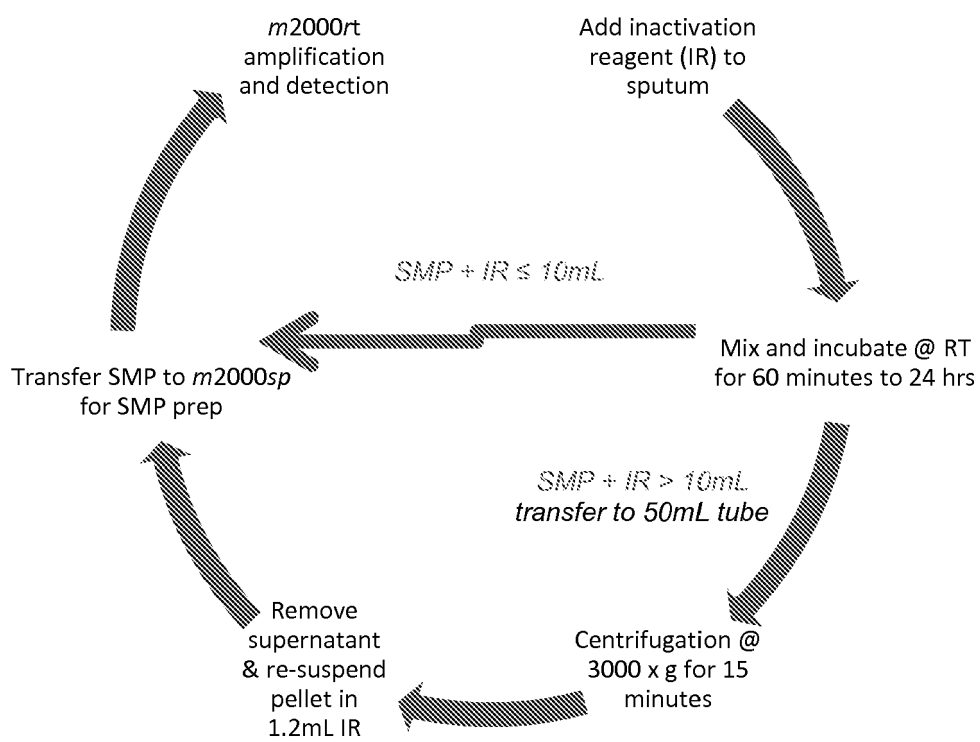 m2000rt
amplification
and detection
Add inactivation
reagent (IR) to
sputum
SMP + IR ≤ 10mL
Mix and incubate @ RT
for 60 minutes to 24 hrs
Transfer SMP to m2000sp
for SMP prep
SMP + IR > 10mL
transfer to 50mL tube
Centrifugation @
3000 x g for 15
minutes
Remove
supernatant
& re-suspend
pellet in
1.2mL IR